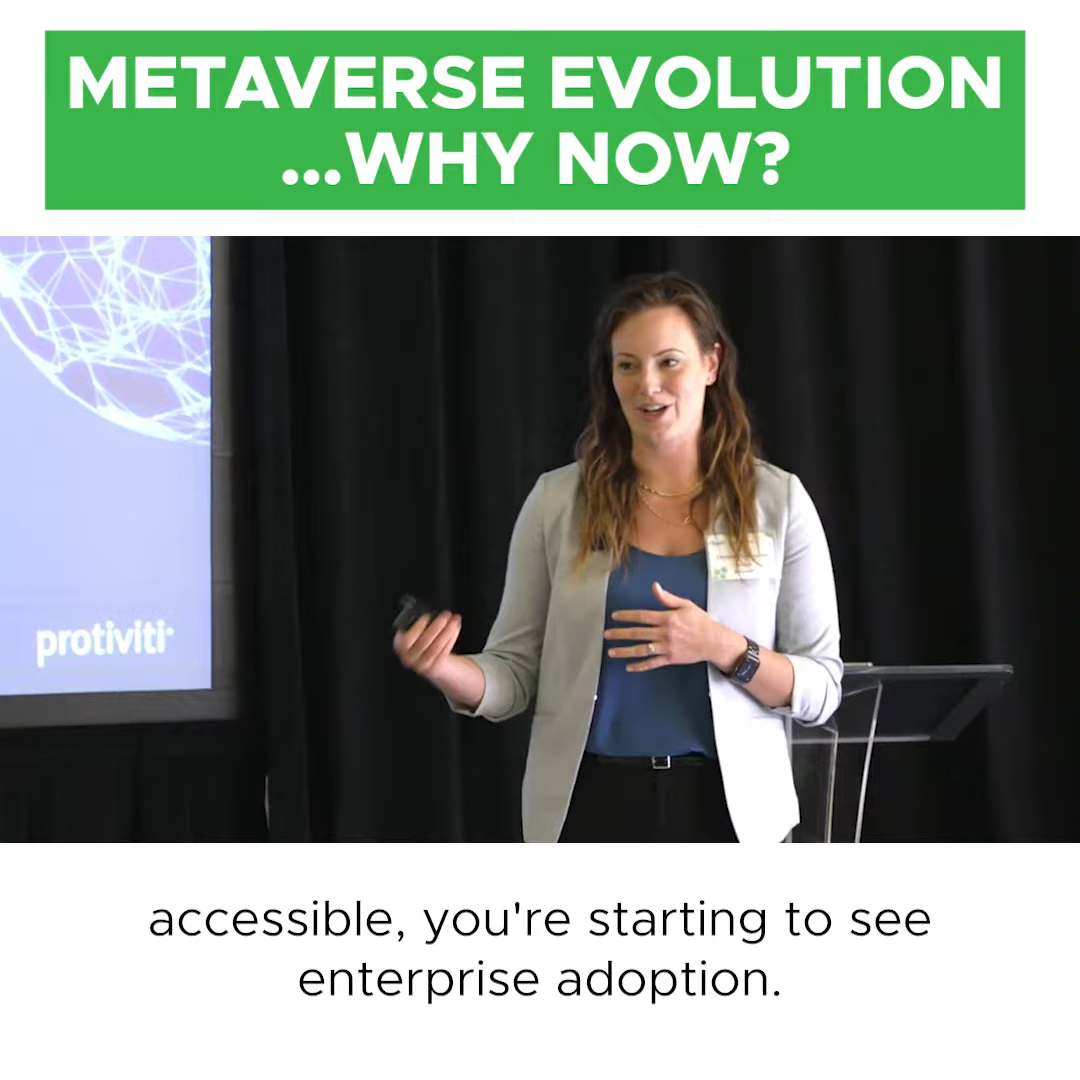 METAVERSE EVOLUTION
...WHY NOW?
protiviti
accessible, you're starting to see
enterprise adoption.